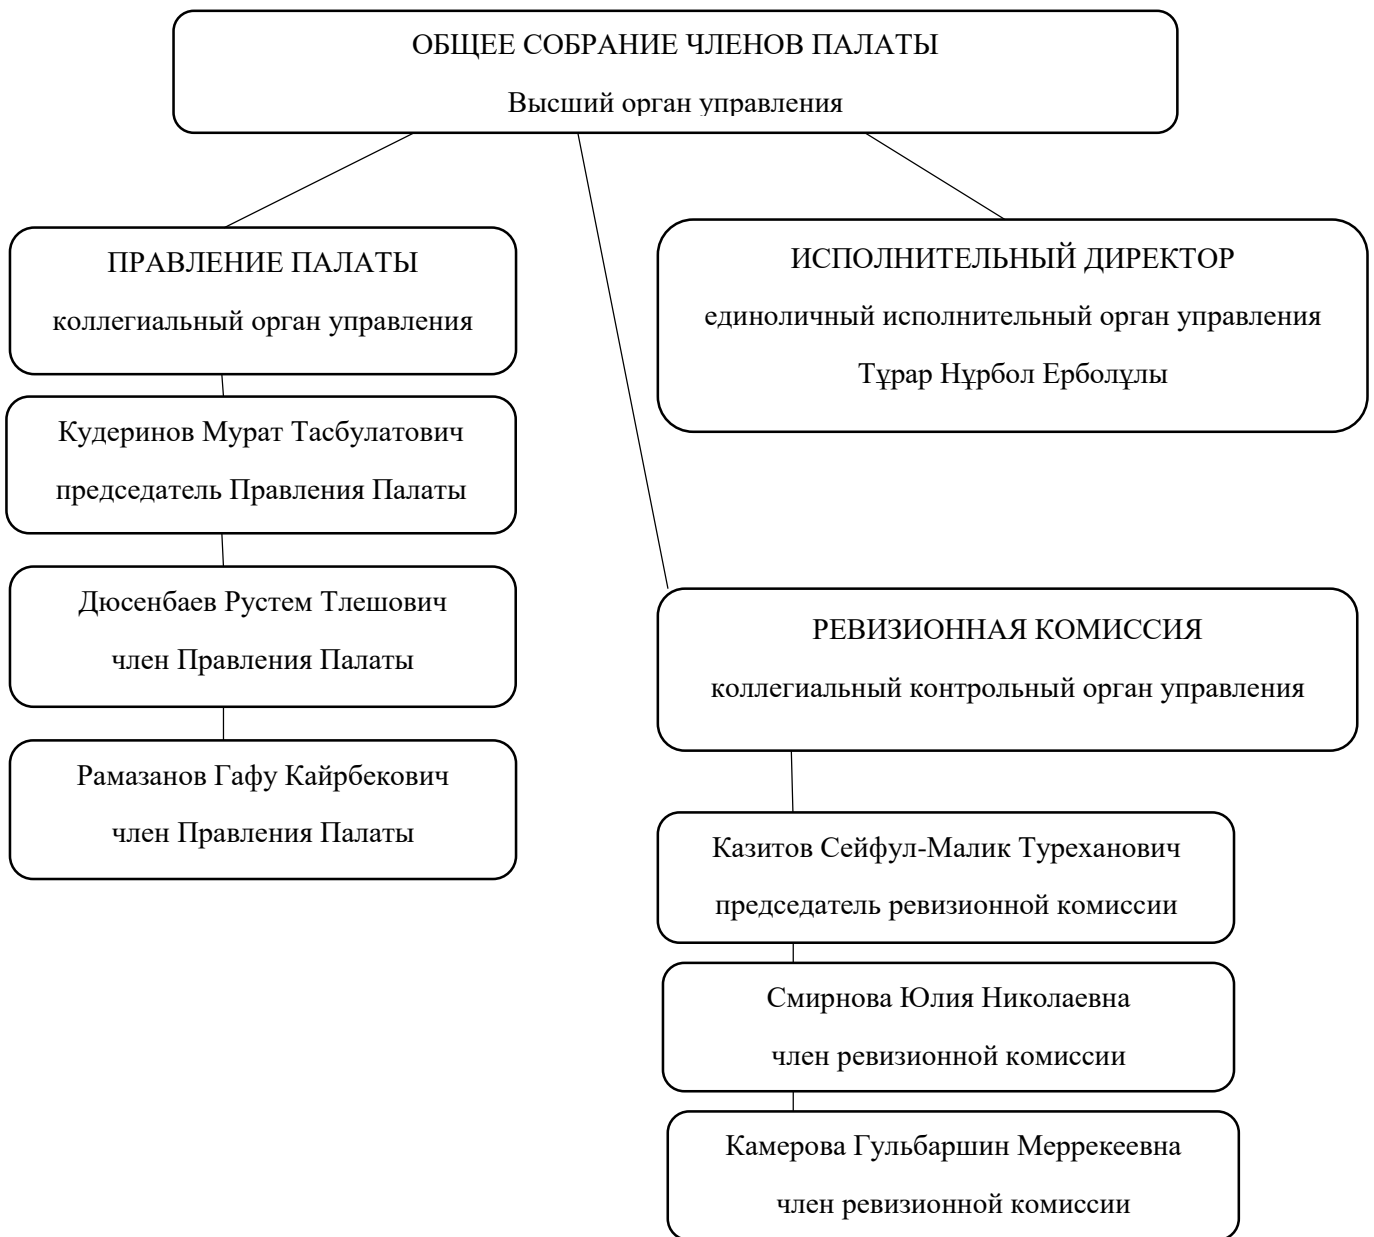 ОБЩЕЕ СОБРАНИЕ ЧЛЕНОВ ПАЛАТЫ
Высший орган управления
ПРАВЛЕНИЕ ПАЛАТЫ
коллегиальный орган управления
Кудеринов Мурат Тасбулатович
председатель Правления Палаты
Дюсенбаев Рустем Тлешович
член Правления Палаты
Рамазанов Гафу Кайрбекович
член Правления Палаты
ИСПОЛНИТЕЛЬНЫЙ ДИРЕКТОР
единоличный исполнительный орган управления
Тұрар Нұрбол Ерболұлы
РЕВИЗИОННАЯ КОМИССИЯ
коллегиальный контрольный орган управления
Казитов Сейфул-Малик Туреханович
председатель ревизионной комиссии
Смирнова Юлия Николаевна
член ревизионной комиссии
Камерова Гульбаршин Меррекеевна
член ревизионной комиссии